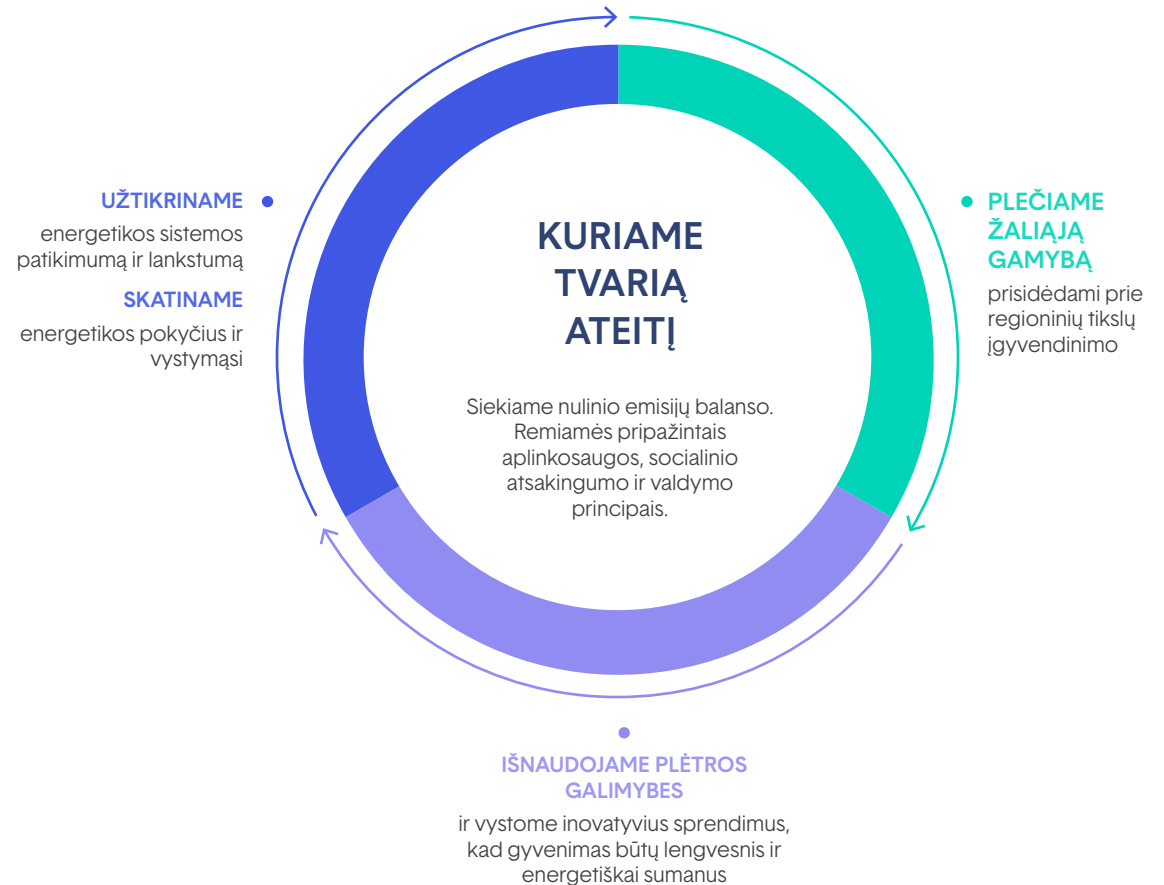 KURIAME
TVARIĄ
ATEITĮ
Siekiame nulinio emisijų balanso.
Remiamės pripažintais
aplinkosaugos, socialinio
atsakingumo ir valdymo
principais.
UŽTIKRINAME
energetikos sistemos
patikimumą ir lankstumą
SKATINAME
energetikos pokyčius ir
vystymąsi
PLEČIAME
ŽALIĄJĄ
GAMYBĄ
prisidėdami prie
regioninių tikslų
įgyvendinimo
IŠNAUDOJAME PLĖTROS
GALIMYBES
ir vystome inovatyvius sprendimus,
kad gyvenimas būtų lengvesnis ir
energetiškai sumanus